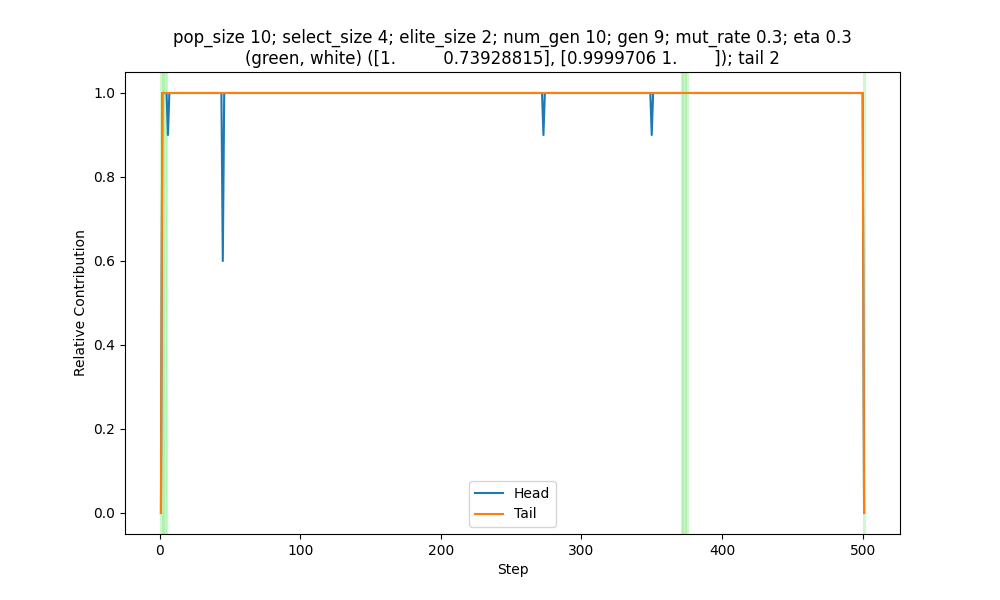 pop_size 10; select_size 4; elite_size 2; num_gen 10; gen 9; mut_rate 0.3; eta 0.3
(green, white) ([1. 0.73928815], [0.9999706 1. ]); tail 2
1.0
0.8
0.6
0.4
0.2
0.0
Relative Contribution
Head
Tail
0 100 200 300 400 500
Step